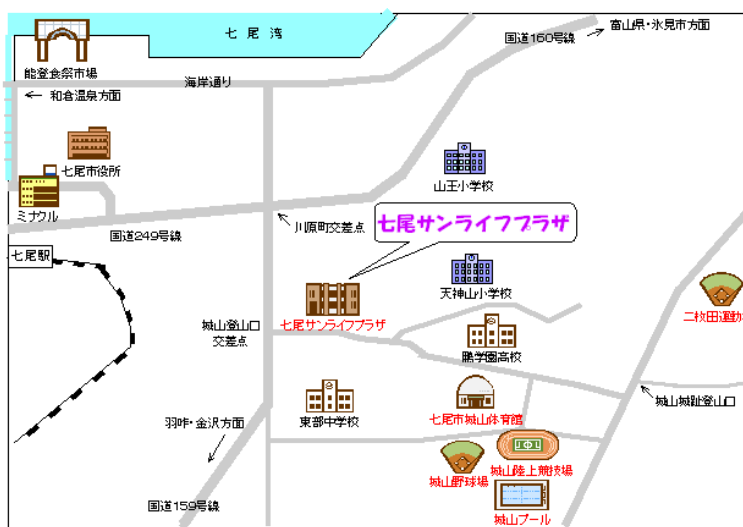 七尾湾
富山県・氷見市方面
国道160号線
能登食祭市場
海岸通り
← 和倉温泉方面
七尾市役所
山王小学校
ミナクル
川原町交差点
七尾サンライフプラザ
国道249号線
七尾駅
天神山小学校
二枚田運動
七尾サンライフプラザ
城山登山口
交差点
鵬学園高校
城山城趾登山口
東部中学校
七尾市城山体育館
羽咋・金沢方面
城山野球場
城山陸上競技場
国道159号線
城山プール